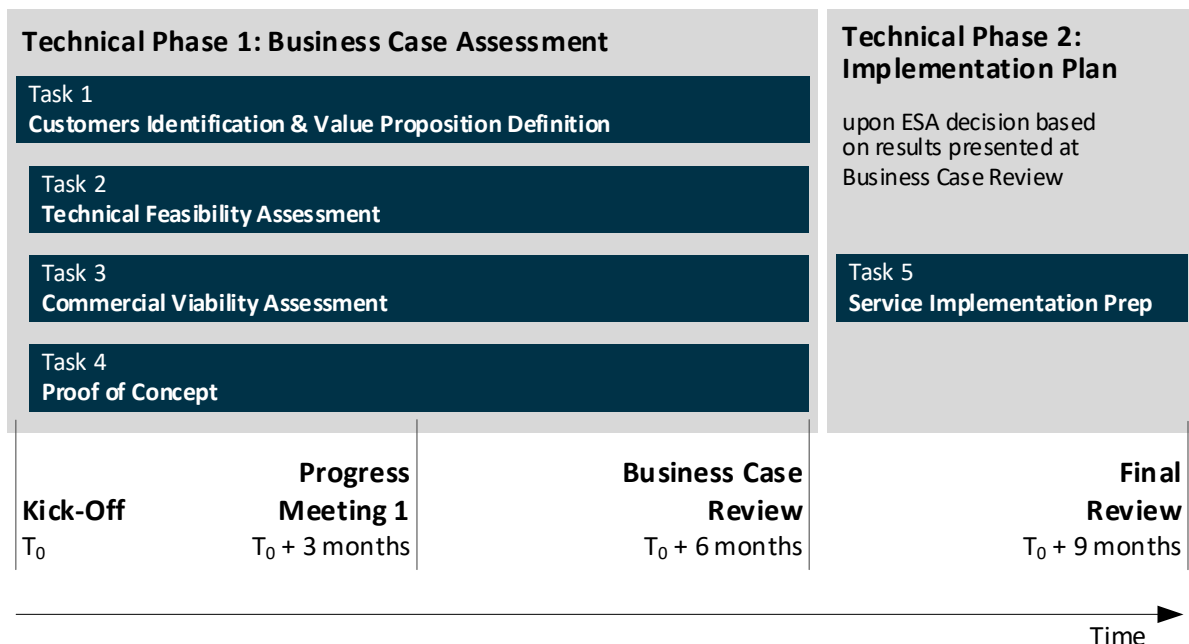 Technical Phase 1: Business Case Assessment
Task 1
Customers Identification & Value Proposition Definition
Task 2
Technical Feasibility Assessment
Task 3
Commercial Viability Assessment
Task 4
Proof of Concept
Technical Phase 2:
Implementation Plan
upon ESA decision based
on results presented at
Business Case Review
Task 5
Service Implementation Prep
Kick-Off
T₀
Progress
Meeting 1
T₀ + 3 months
Business Case
Review
T₀ + 6 months
Final
Review
T₀ + 9 months
Time